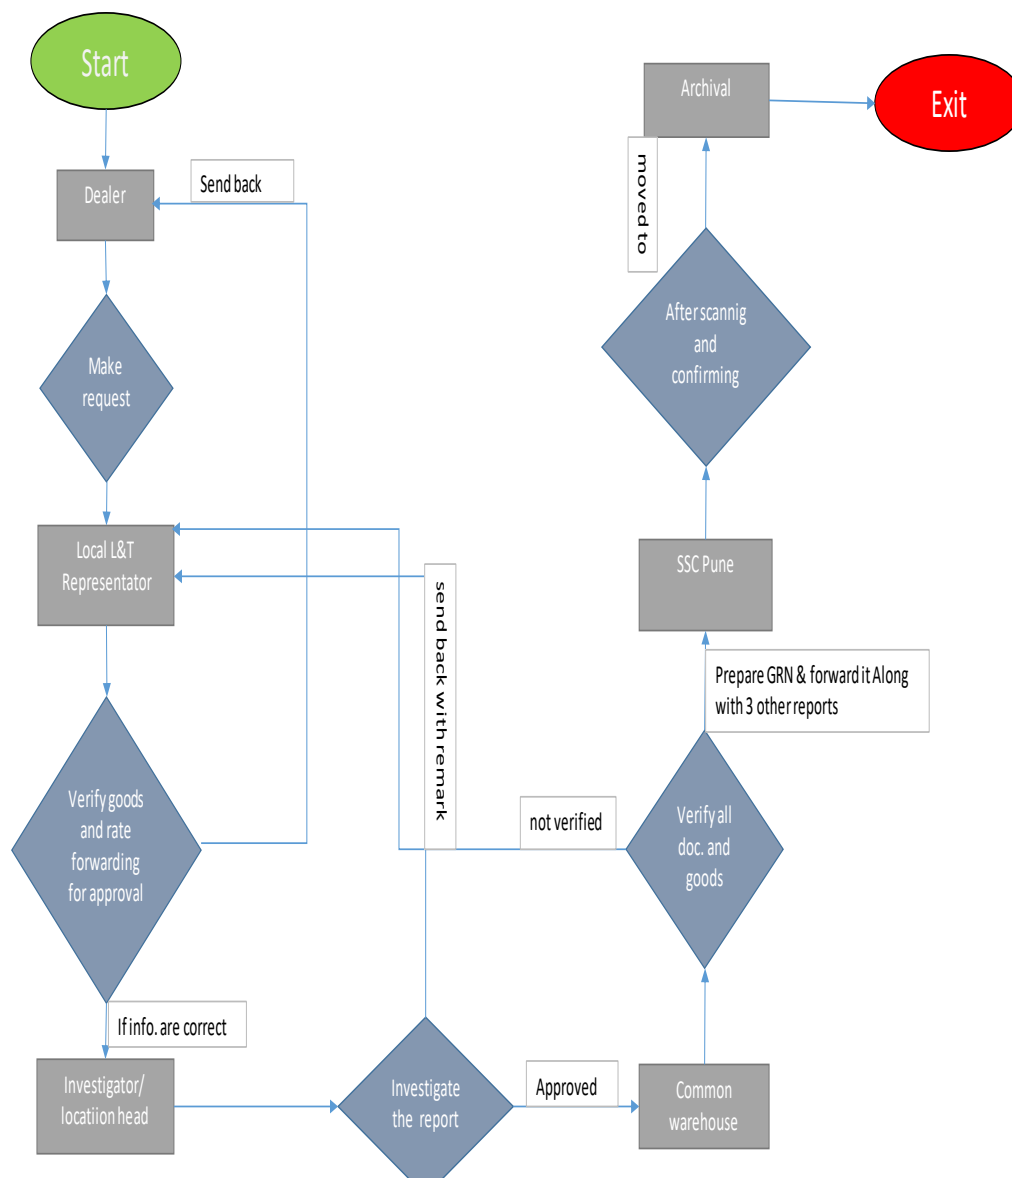 Start
Dealer
Send back
Make
request
Local L&T
Representator
Verify goods
and rate
forwarding
for approval
If info. are correct
Investigator/
locatiion head
Investigate
the report
send back with remark
Approved
Common
warehouse
Verify all
doc. and
goods
not verified
Prepare GRN & forward it Along
with 3 other reports
SSC Pune
After scannig
and
confirming
moved to
Archival
Exit